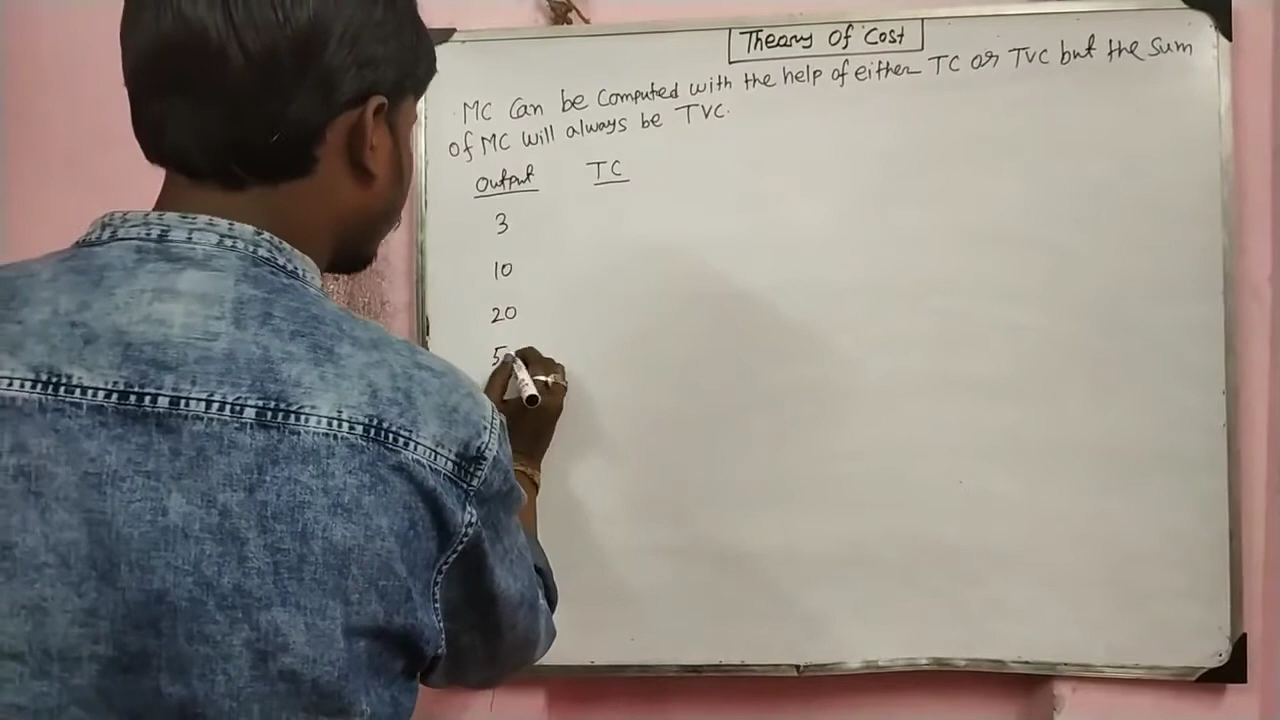 Theory Of Cost
MC Can be Computed with the help of either TC or TVC but the Sum
of MC will always be TVC.
Output TC
3
10
20
5